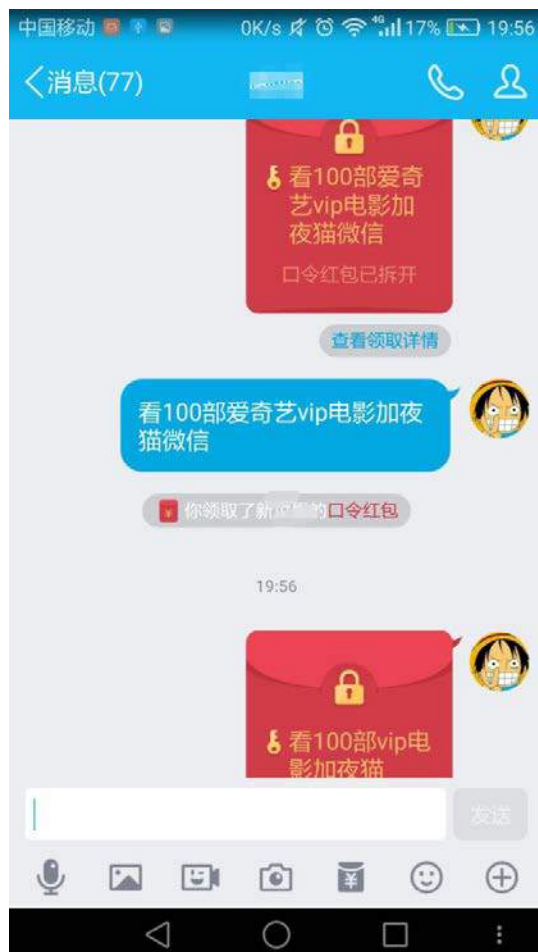 中国移动 0K/s 4G 17% 19:56
消息(77)
看100部爱奇
艺vip电影加
夜猫微信
口令红包已拆开
查看领取详情
看100部爱奇艺vip电影加夜
猫微信
你领取了新 的口令红包
19:56
看100部vip电
影加夜猫
发送